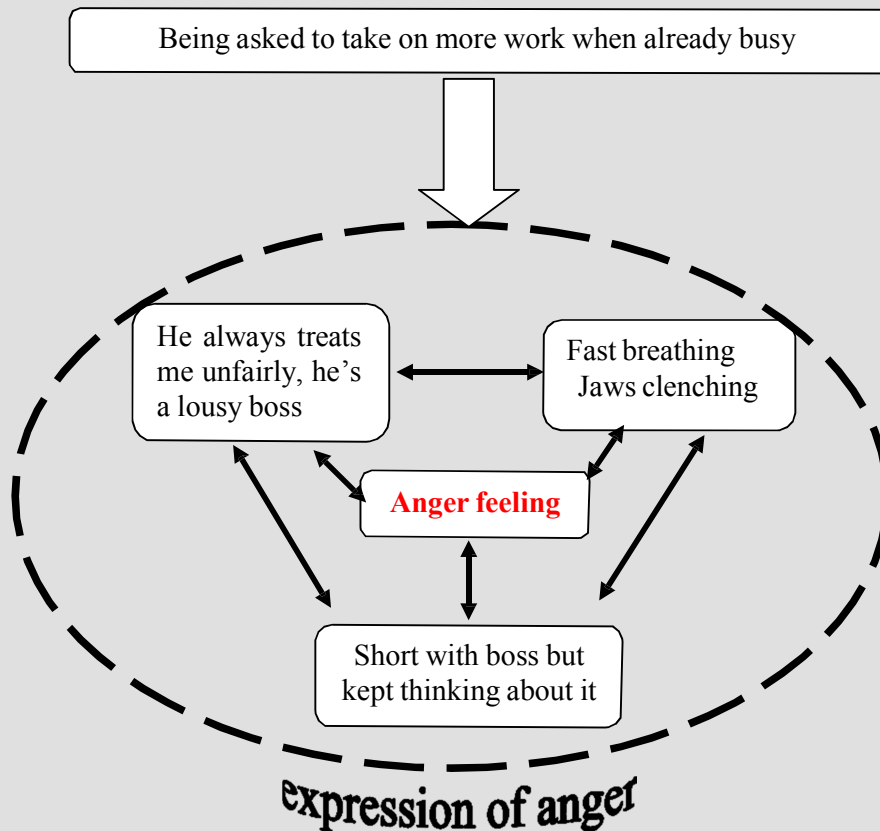 Being asked to take on more work when already busy
He always treats
me unfairly, he's
a lousy boss
Fast breathing
Jaws clenching
Anger feeling
Short with boss but
kept thinking about it
expression of anger